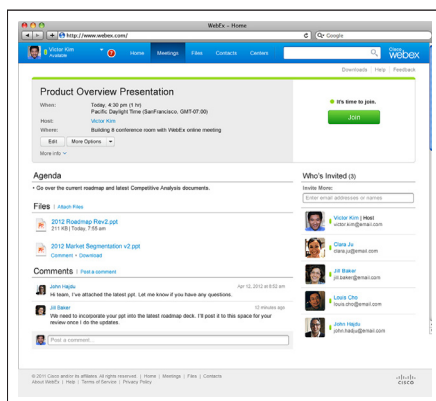 WebEx - Home
http://www.webex.com/
Google
Victor Kim
Available
Home
Meetings
Files
Contacts
Centers
Cisco
webex
Downloads | Help | Feedback
Product Overview Presentation
When: Today, 4:30 pm (1 hr)
Pacific Daylight Time (SanFrancisco, GMT-07:00)
Host: Victor Kim
Where: Building 8 conference room with WebEx online meeting
Edit
More Options
More info
It's time to join.
Join
Agenda
• Go over the current roadmap and latest Competitive Analysis documents.
Files | Attach Files
2012 Roadmap Rev2.ppt
211 KB | Today, 7:55 am
2012 Market Segmentation v2.ppt
Comment • Download
Comments | Post a comment
John Hajdu Apr 12, 2012 at 8:52 am
Hi team, I've attached the latest ppt. Let me know if you have any questions.
Jill Baker 12 minutes ago
We need to incorporate your ppt into the latest roadmap deck. I'll post it to this space for your
review once I do the updates.
Post a comment...
Who's Invited (3)
Invite More:
Enter email addresses or names
Victor Kim | Host
victor.kim@email.com
Clara Ju
clara.ju@email.com
Jill Baker
jill.baker@email.com
Louis Cho
louis.cho@email.com
John Hajdu
john.hadju@email.com
© 2011 Cisco and/or its affiliates. All rights reserved | Home | Meetings | Files | Contacts
About WebEx | Help | Terms of Service | Privacy Policy
CISCO